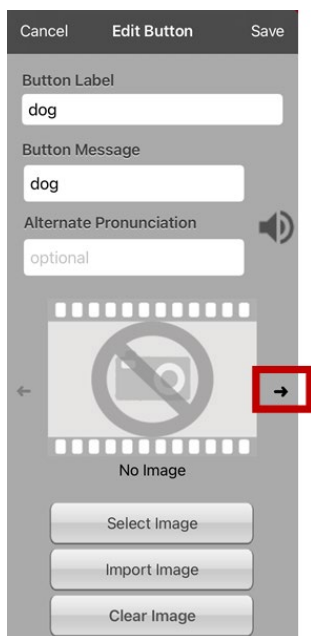 Cancel Edit Button Save
Button Label
dog
Button Message
dog
Alternate Pronunciation
optional
← →
No Image
Select Image
Import Image
Clear Image